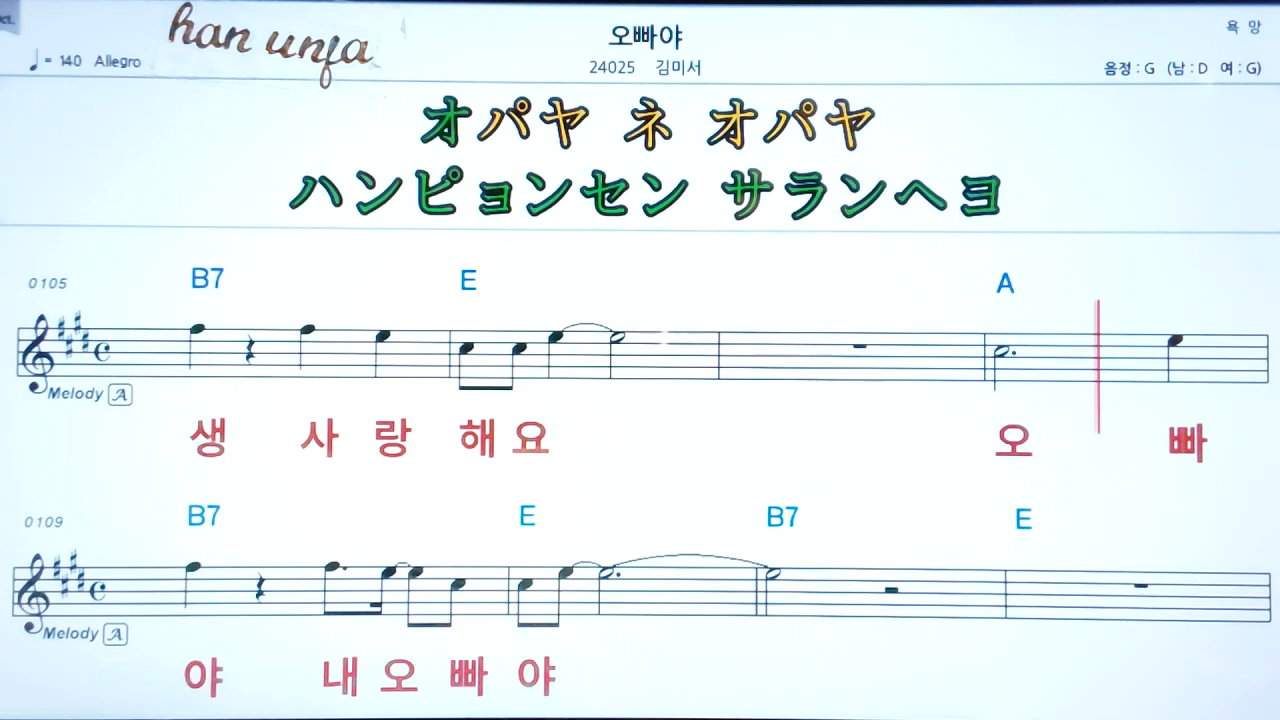 ct.
han unfa
오빠야
욕 망
♩= 140 Allegro
24025 김미서
음정 : G (남 : D 여 : G)
オパヤ ネ オパヤ
ハンピョンセン サランヘヨ
0105 B7 E A
Melody A
생 사 랑 해 요 오 빠
0109 B7 E B7 E
Melody A
야 내 오 빠 야